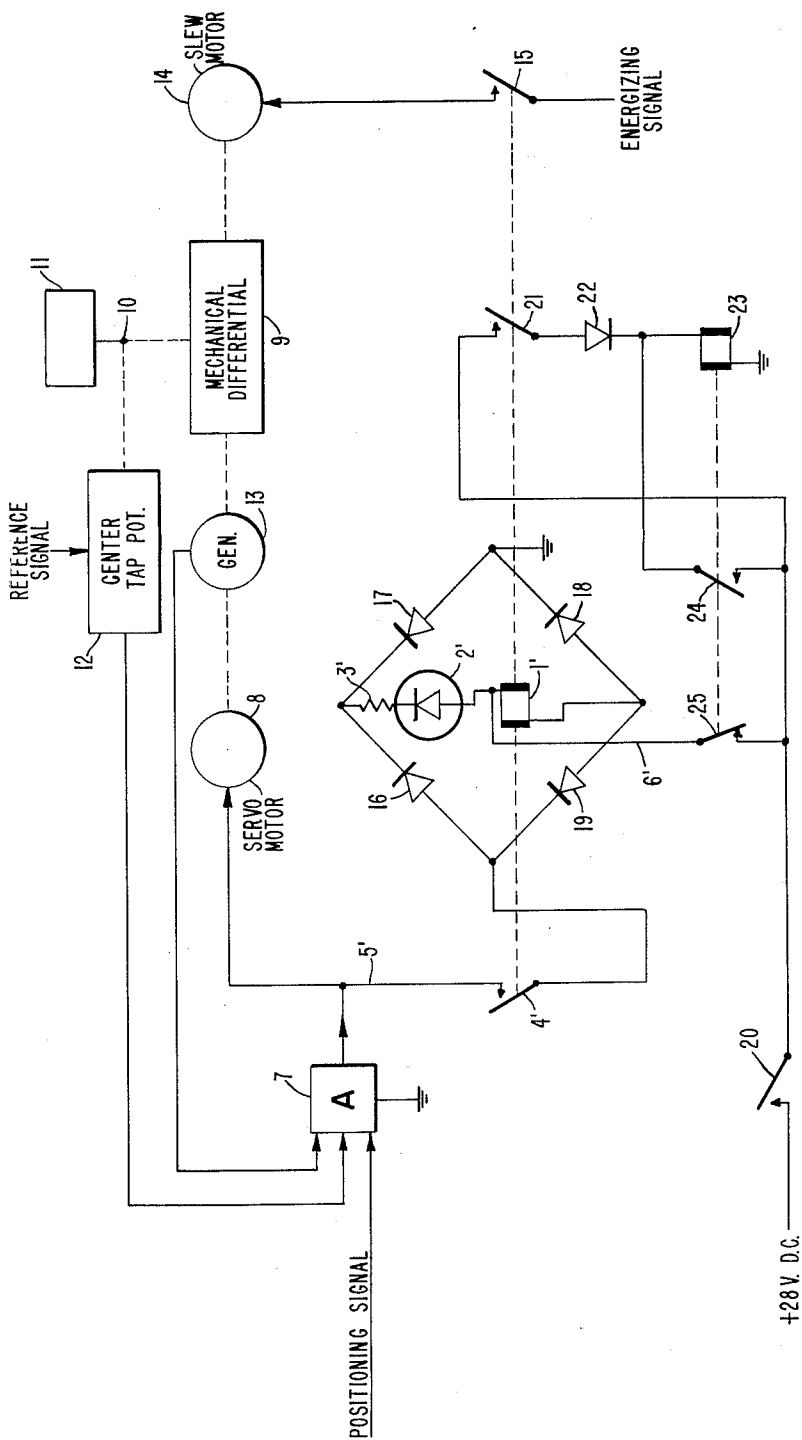 14
SLEW
MOTOR
15
ENERGIZING
SIGNAL
11
10
MECHANICAL
DIFFERENTIAL
9
21
22
23
REFERENCE
SIGNAL
CENTER
TAP POT.
12
13
GEN.
17
18
3'
2'
1'
24
25
8
SERVO
MOTOR
16
19
6'
5'
4'
7
A
20
POSITIONING SIGNAL
+28 V. D.C.